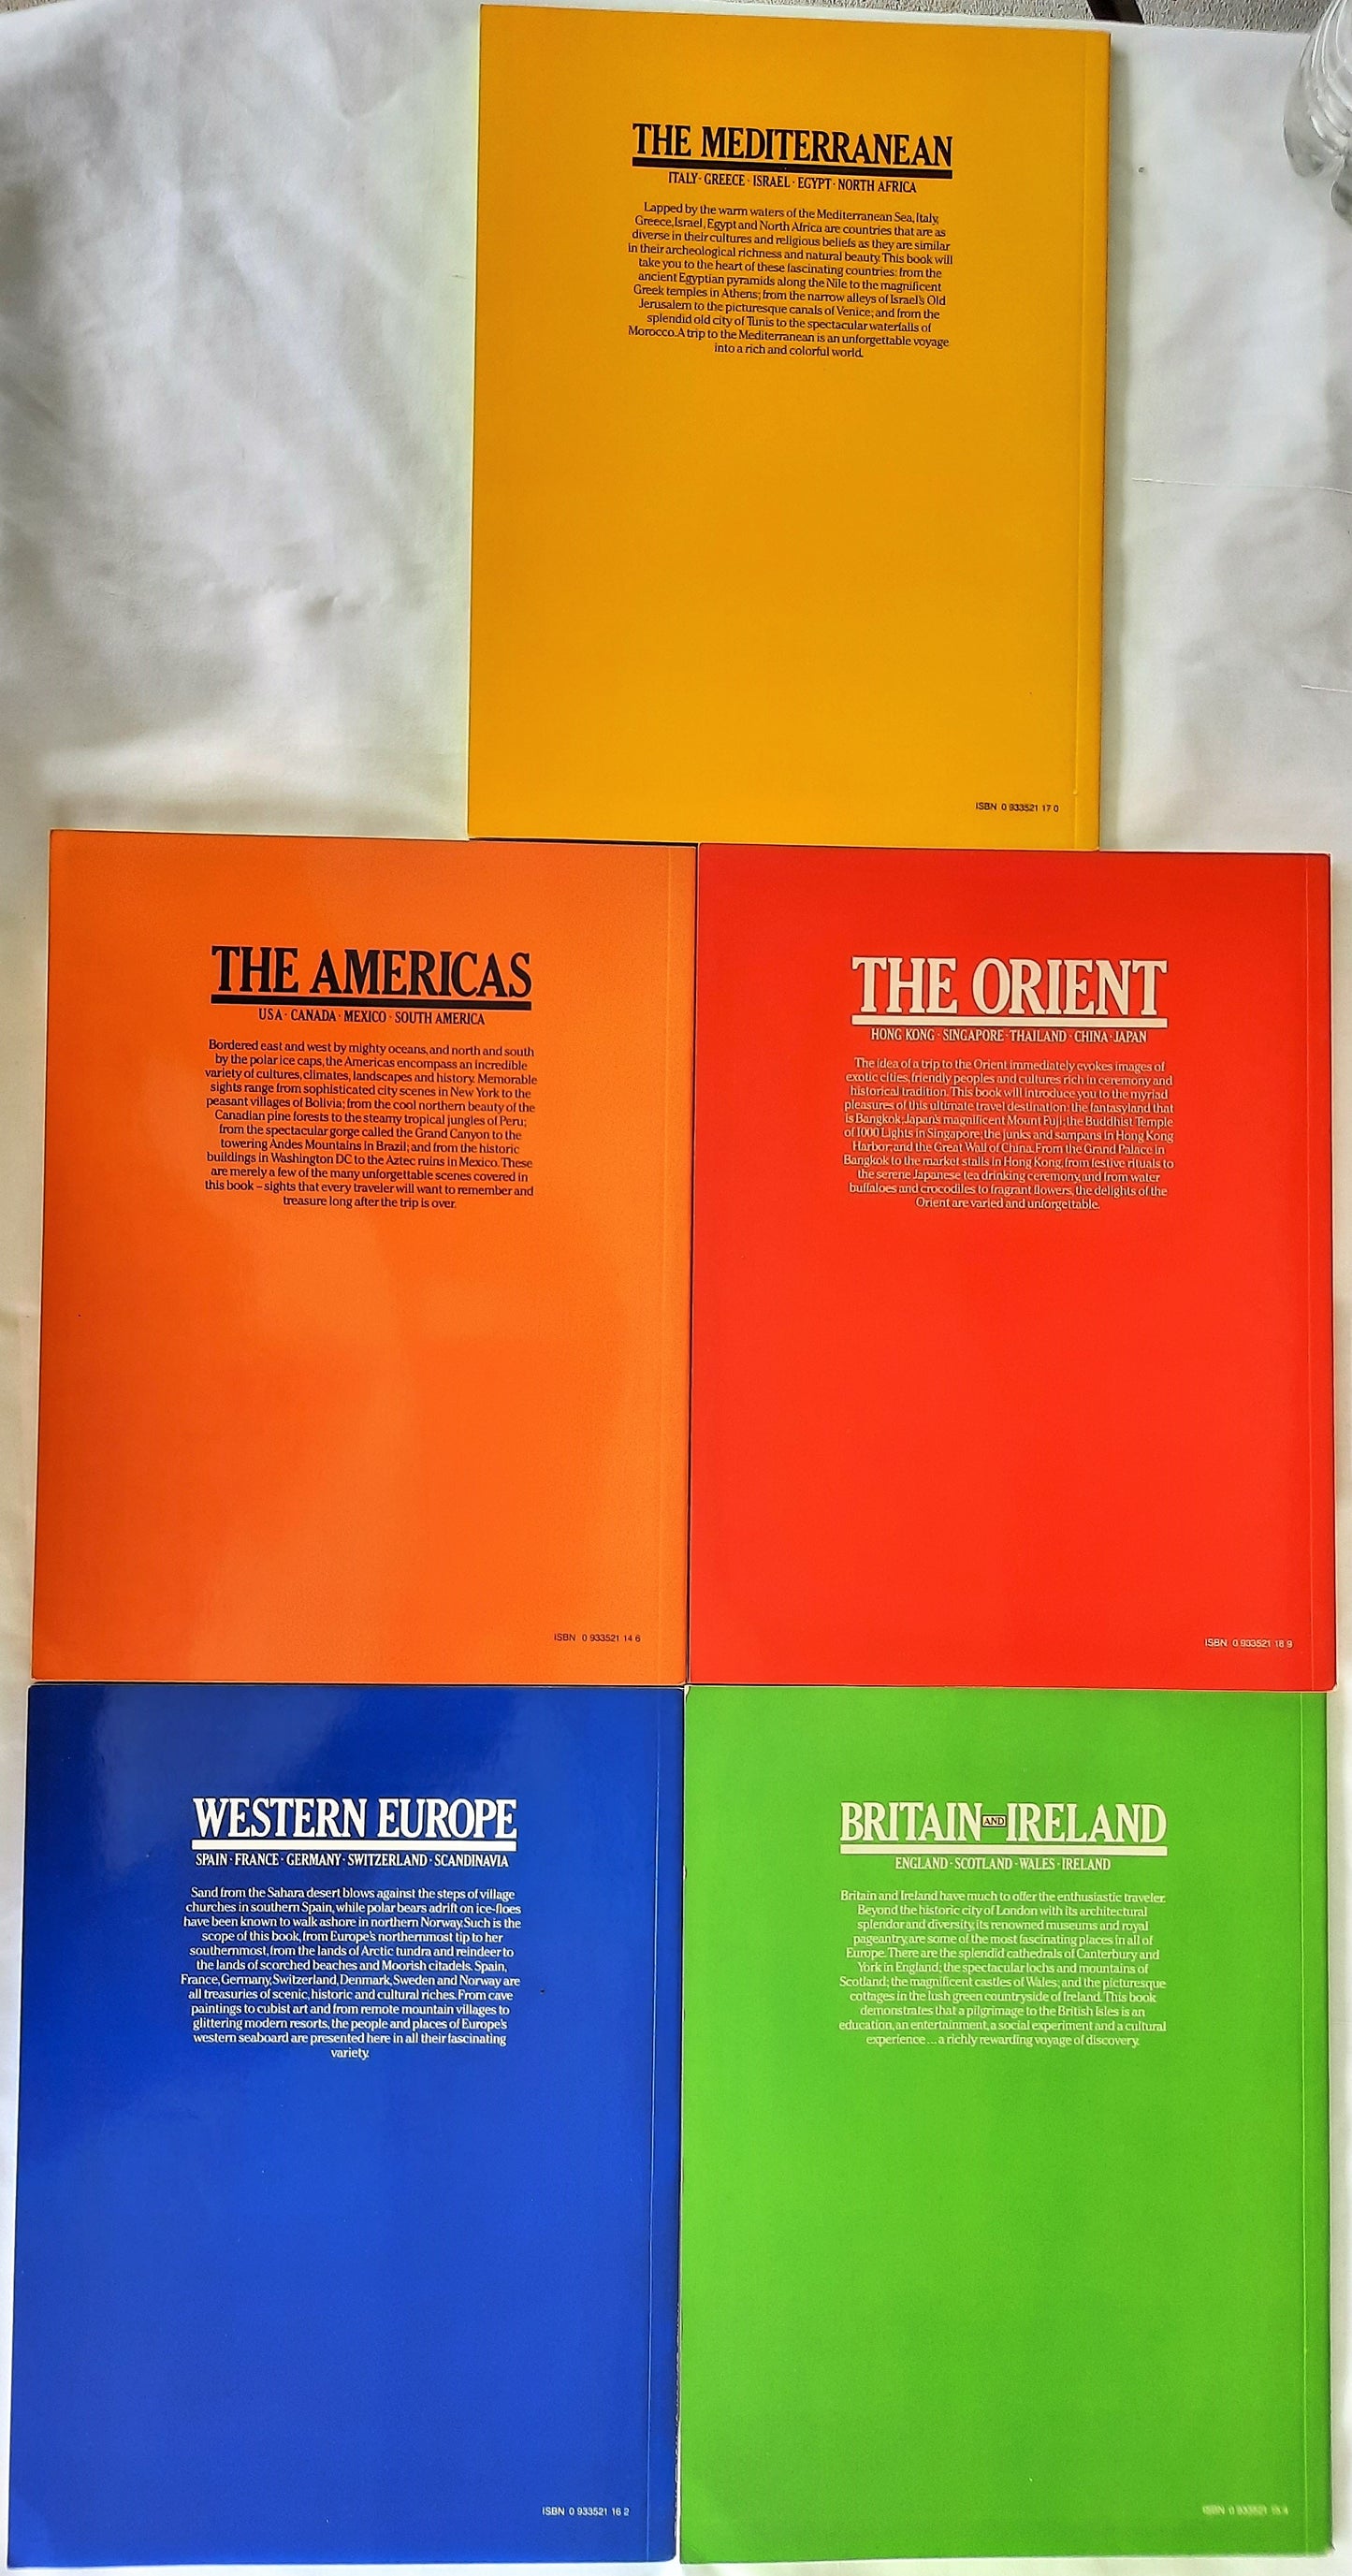 THE MEDITERRANEAN
ITALY · GREECE · ISRAEL · EGYPT · NORTH AFRICA
Lapped by the warm waters of the Mediterranean Sea, Italy,
Greece, Israel, Egypt and North Africa are countries that are as
diverse in their cultures and religious beliefs as they are similar
in their archeological richness and natural beauty. This book will
take you to the heart of these fascinating countries: from the
ancient Egyptian pyramids along the Nile to the magnificent
Greek temples in Athens; from the narrow alleys of Israel's Old
Jerusalem to the picturesque canals of Venice; and from the
splendid old city of Tunis to the spectacular waterfalls of
Morocco. A trip to the Mediterranean is an unforgettable voyage
into a rich and colorful world.
ISBN 0 933521 17 0
THE AMERICAS
USA · CANADA · MEXICO · SOUTH AMERICA
Bordered east and west by mighty oceans, and north and south
by the polar ice caps, the Americas encompass an incredible
variety of cultures, climates, landscapes and history. Memorable
sights range from sophisticated city scenes in New York to the
peasant villages of Bolivia; from the cool northern beauty of the
Canadian pine forests to the steamy tropical jungles of Peru;
from the spectacular gorge called the Grand Canyon to the
towering Andes Mountains in Brazil; and from the historic
buildings in Washington DC to the Aztec ruins in Mexico. These
are merely a few of the many unforgettable scenes covered in
this book – sights that every traveler will want to remember and
treasure long after the trip is over.
ISBN 0 933521 14 6
THE ORIENT
HONG KONG · SINGAPORE · THAILAND · CHINA · JAPAN
The idea of a trip to the Orient immediately evokes images of
exotic cities, friendly peoples and cultures rich in ceremony and
historical tradition. This book will introduce you to the myriad
pleasures of this ultimate travel destination: the fantasyland that
is Bangkok; Japan's magnificent Mount Fuji; the Buddhist Temple
of 1000 Lights in Singapore; the junks and sampans in Hong Kong
Harbor; and the Great Wall of China. From the Grand Palace in
Bangkok to the market stalls in Hong Kong, from festive rituals to
the serene Japanese tea drinking ceremony, and from water
buffaloes and crocodiles to fragrant flowers, the delights of the
Orient are varied and unforgettable.
ISBN 0 933521 18 9
WESTERN EUROPE
SPAIN · FRANCE · GERMANY · SWITZERLAND · SCANDINAVIA
Sand from the Sahara desert blows against the steps of village
churches in southern Spain, while polar bears adrift on ice-floes
have been known to walk ashore in northern Norway. Such is the
scope of this book, from Europe's northernmost tip to her
southernmost, from the lands of Arctic tundra and reindeer to
the lands of scorched beaches and Moorish citadels. Spain,
France, Germany, Switzerland, Denmark, Sweden and Norway are
all treasuries of scenic, historic and cultural riches. From cave
paintings to cubist art and from remote mountain villages to
glittering modern resorts, the people and places of Europe's
western seaboard are presented here in all their fascinating
variety.
ISBN 0 933521 16 2
BRITAIN AND IRELAND
ENGLAND · SCOTLAND · WALES · IRELAND
Britain and Ireland have much to offer the enthusiastic traveler.
Beyond the historic city of London with its architectural
splendor and diversity, its renowned museums and royal
pageantry, are some of the most fascinating places in all of
Europe. There are the splendid cathedrals of Canterbury and
York in England; the spectacular lochs and mountains of
Scotland; the magnificent castles of Wales; and the picturesque
cottages in the lush green countryside of Ireland. This book
demonstrates that a pilgrimage to the British Isles is an
education, an entertainment, a social experiment and a cultural
experience... a richly rewarding voyage of discovery.
ISBN 0 933521